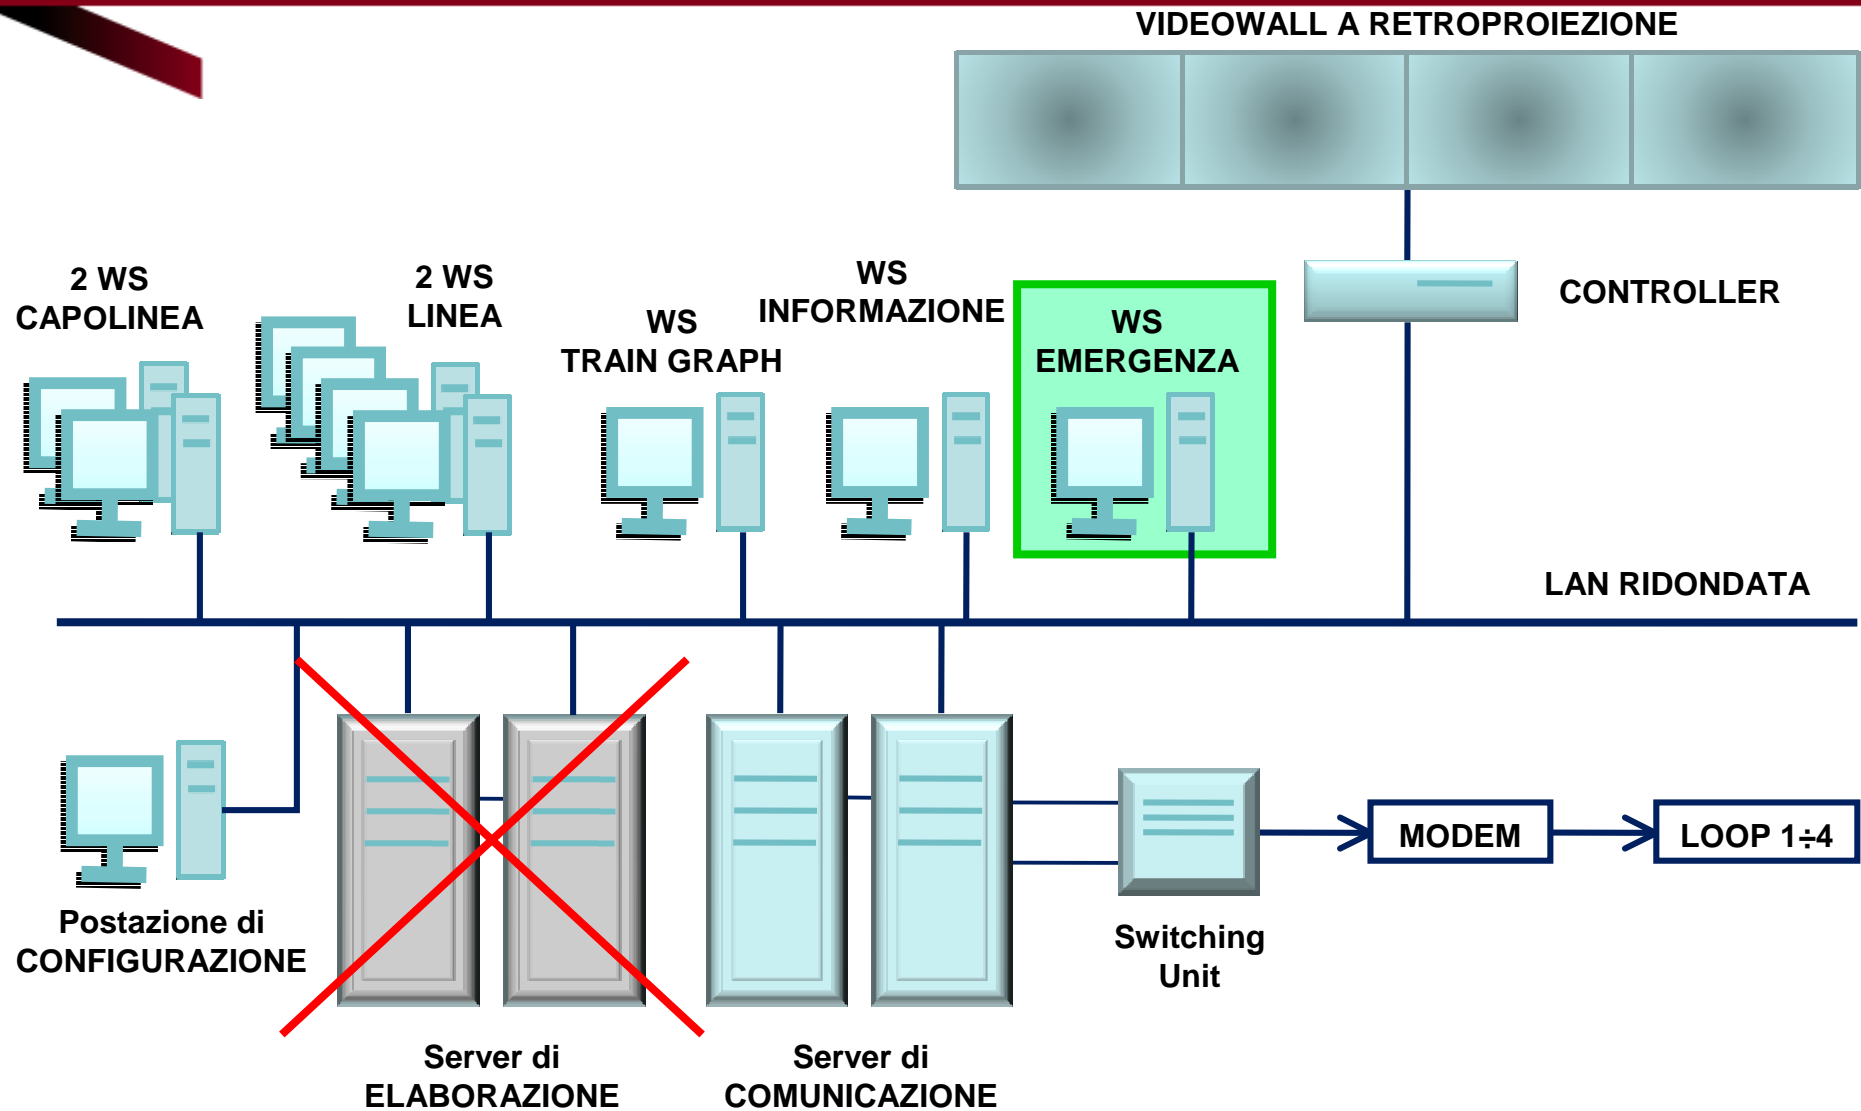 VIDEOWALL A RETROPROIEZIONE
2 WS
CAPOLINEA
2 WS
LINEA
WS
TRAIN GRAPH
WS
INFORMAZIONE
WS
EMERGENZA
CONTROLLER
LAN RIDONDATA
Postazione di
CONFIGURAZIONE
Server di
ELABORAZIONE
Server di
COMUNICAZIONE
Switching
Unit
MODEM
LOOP 1÷4